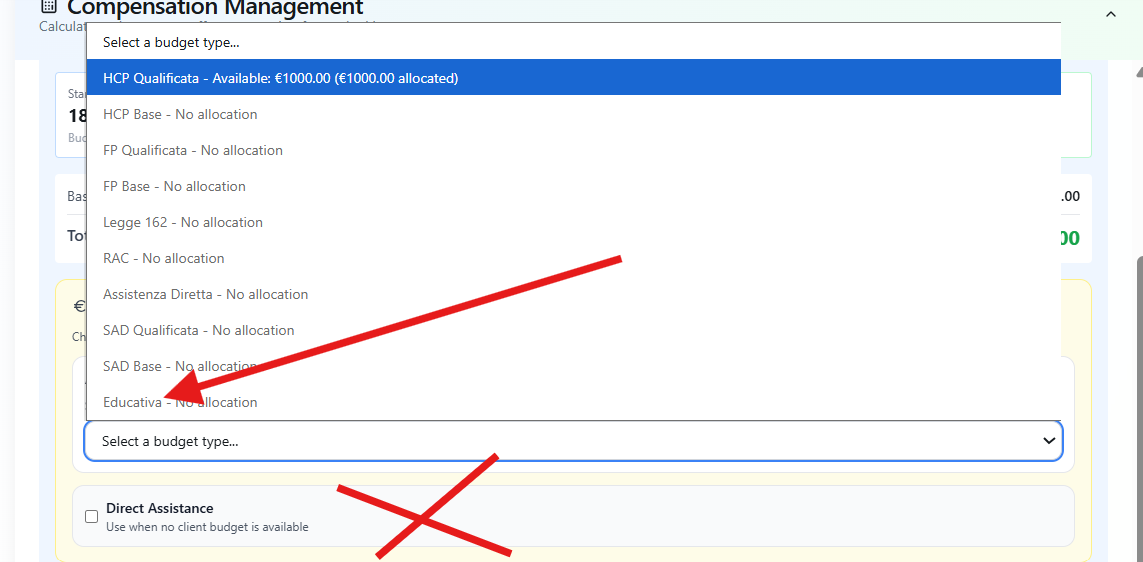 Compensation Management
Calculat
Select a budget type...
HCP Qualificata - Available: €1000.00 (€1000.00 allocated)
Star
18
HCP Base - No allocation
Bud
FP Qualificata - No allocation
FP Base - No allocation
Bas
.00
Legge 162 - No allocation
Tot
00
RAC - No allocation
Assistenza Diretta - No allocation
€
SAD Qualificata - No allocation
Ch
SAD Base - No allocation
Educativa - No allocation
Select a budget type...
Direct Assistance
Use when no client budget is available